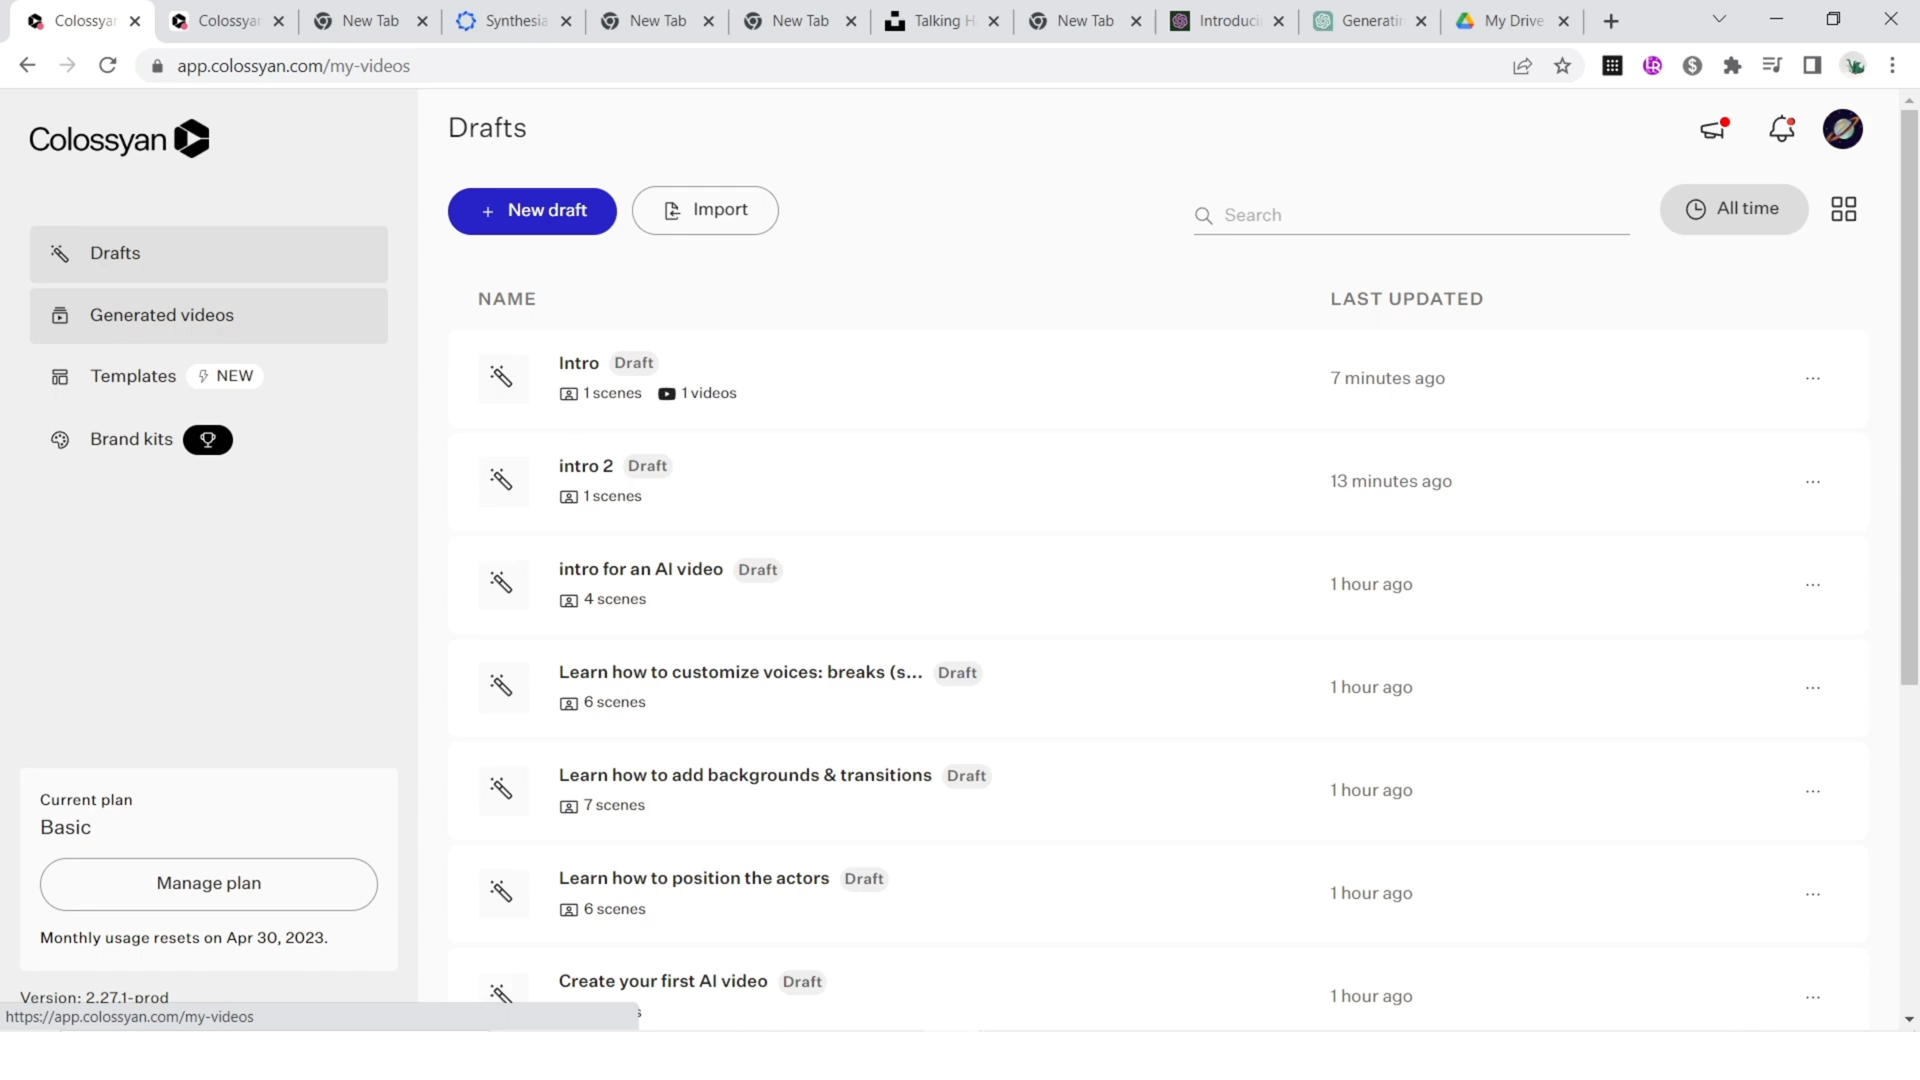 Colossyan
Colossyar
New Tab
Synthesia
New Tab
New Tab
Talking H
New Tab
Introduci
Generatin
My Drive
app.colossyan.com/my-videos
Colossyan
Drafts
New draft
Import
Search
All time
Drafts
Generated videos
Templates
NEW
Brand kits
NAME
LAST UPDATED
Intro
Draft
1 scenes
1 videos
7 minutes ago
intro 2
Draft
1 scenes
13 minutes ago
intro for an AI video
Draft
4 scenes
1 hour ago
Learn how to customize voices: breaks (s...
Draft
6 scenes
1 hour ago
Learn how to add backgrounds & transitions
Draft
7 scenes
1 hour ago
Learn how to position the actors
Draft
6 scenes
1 hour ago
Create your first AI video
Draft
1 hour ago
Current plan
Basic
Manage plan
Monthly usage resets on Apr 30, 2023.
Version: 2.27.1-prod
https://app.colossyan.com/my-videos